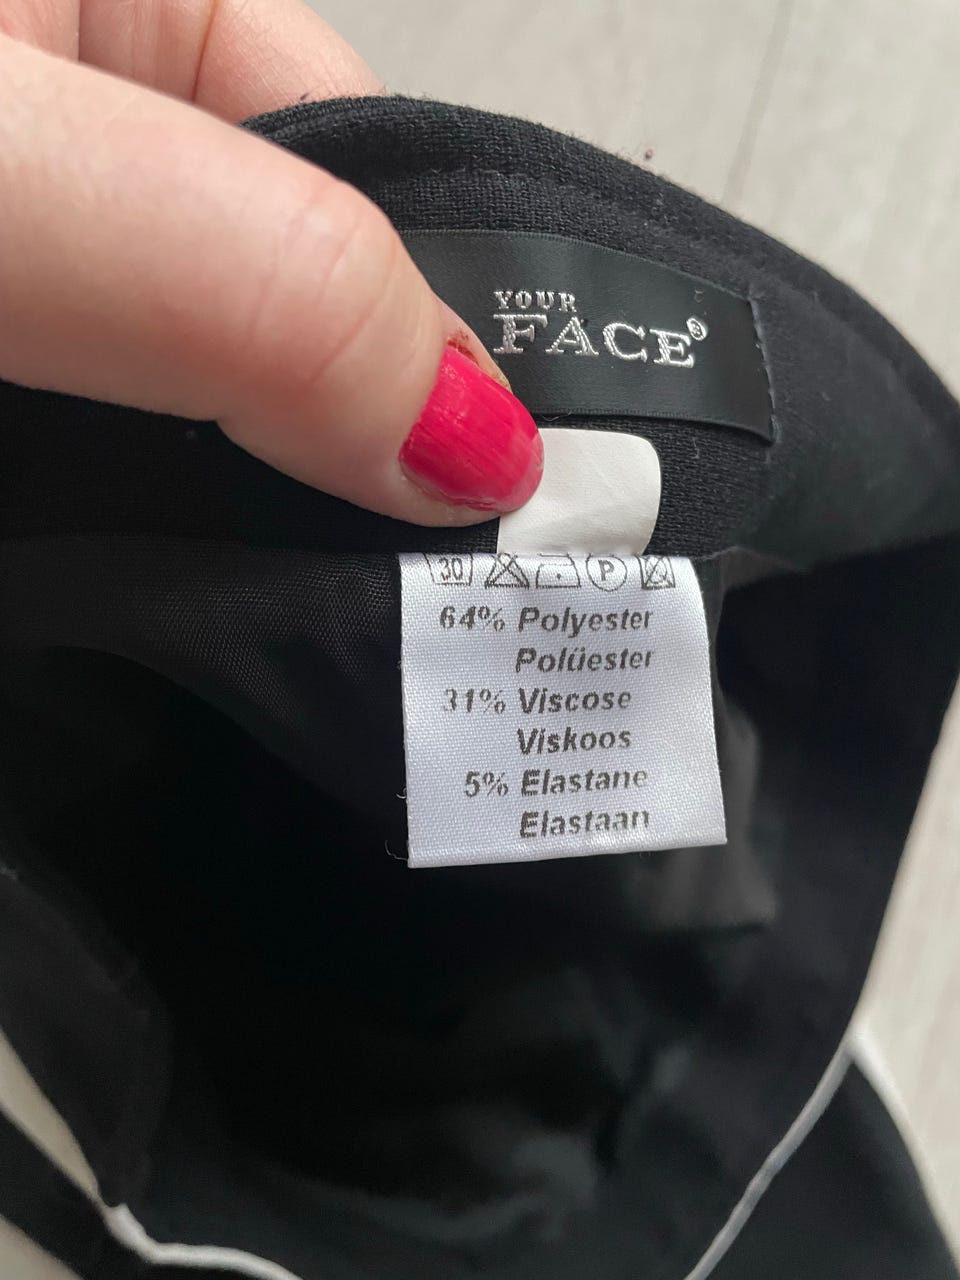 YOUR
FACE®
30 P
64% Polyester
Polüester
31% Viscose
Viskoos
5% Elastane
Elastaan